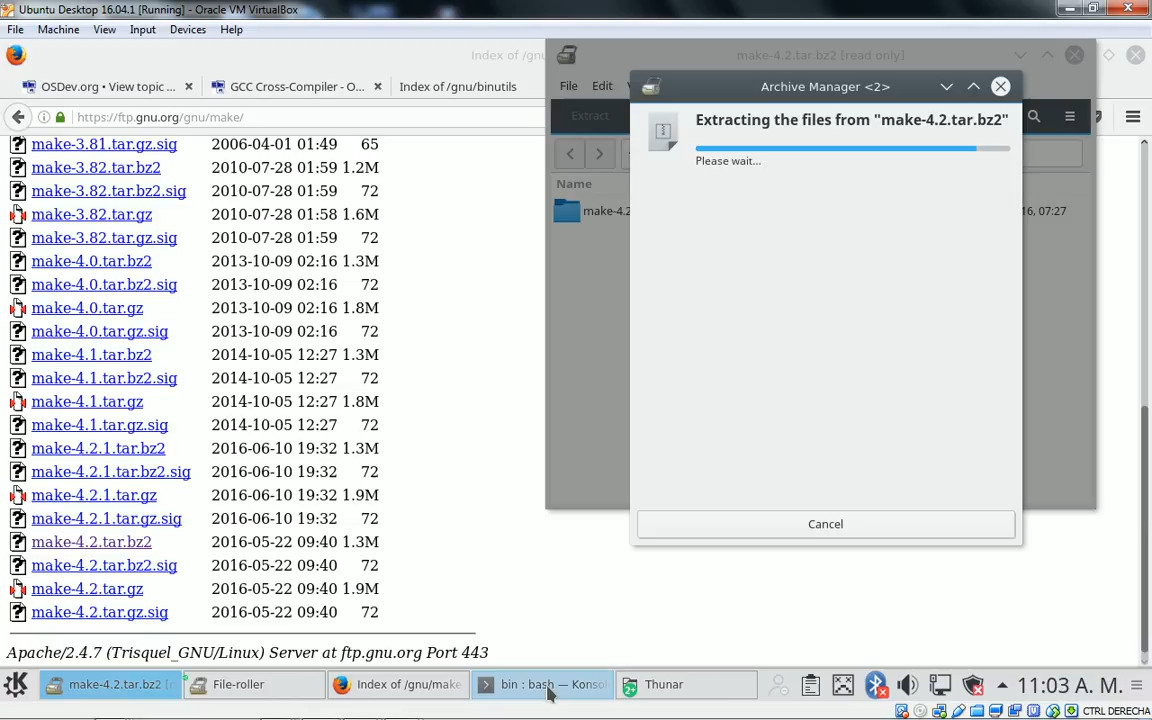 Ubuntu Desktop 16.04.1 [Running] - Oracle VM VirtualBox
File Machine View Input Devices Help
Index of /gnu make-4.2.tar.bz2 [read only]
OSDev.org • View topic ... GCC Cross-Compiler - O... Index of /gnu/binutils
File Edit
Archive Manager <2>
https://ftp.gnu.org/gnu/make/
Extract
Extracting the files from "make-4.2.tar.bz2"
Please wait...
Name
make-4.2 16, 07:27
make-3.81.tar.gz.sig 2006-04-01 01:49 65
make-3.82.tar.bz2 2010-07-28 01:59 1.2M
make-3.82.tar.bz2.sig 2010-07-28 01:59 72
make-3.82.tar.gz 2010-07-28 01:58 1.6M
make-3.82.tar.gz.sig 2010-07-28 01:59 72
make-4.0.tar.bz2 2013-10-09 02:16 1.3M
make-4.0.tar.bz2.sig 2013-10-09 02:16 72
make-4.0.tar.gz 2013-10-09 02:16 1.8M
make-4.0.tar.gz.sig 2013-10-09 02:16 72
make-4.1.tar.bz2 2014-10-05 12:27 1.3M
make-4.1.tar.bz2.sig 2014-10-05 12:27 72
make-4.1.tar.gz 2014-10-05 12:27 1.8M
make-4.1.tar.gz.sig 2014-10-05 12:27 72
make-4.2.1.tar.bz2 2016-06-10 19:32 1.3M
make-4.2.1.tar.bz2.sig 2016-06-10 19:32 72
make-4.2.1.tar.gz 2016-06-10 19:32 1.9M
make-4.2.1.tar.gz.sig 2016-06-10 19:32 72
make-4.2.tar.bz2 2016-05-22 09:40 1.3M
make-4.2.tar.bz2.sig 2016-05-22 09:40 72
make-4.2.tar.gz 2016-05-22 09:40 1.9M
make-4.2.tar.gz.sig 2016-05-22 09:40 72
Cancel
Apache/2.4.7 (Trisquel_GNU/Linux) Server at ftp.gnu.org Port 443
make-4.2.tar.bz2 [r File-roller Index of /gnu/make bin : bash — Konsol Thunar 11:03 A. M.
CTRL DERECHA